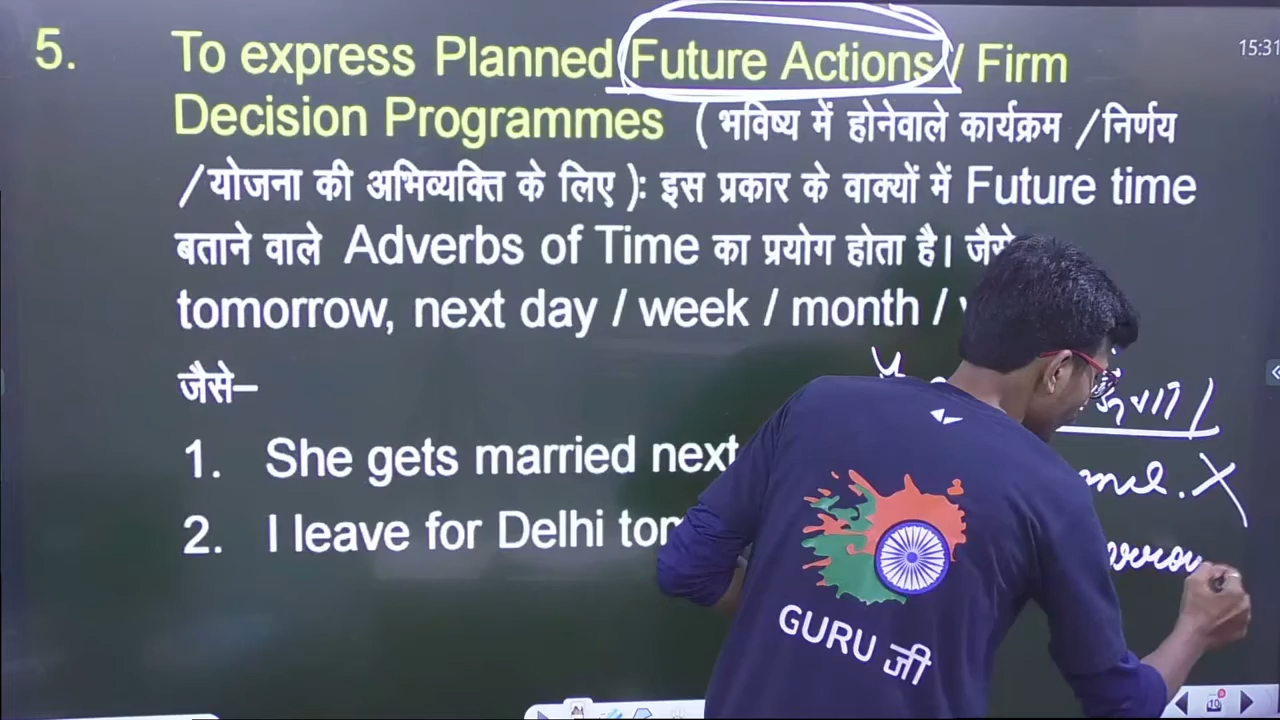 15:31
5. To express Planned Future Actions / Firm
Decision Programmes ( भविष्य में होनेवाले कार्यक्रम /निर्णय
/योजना की अभिव्यक्ति के लिए ): इस प्रकार के वाक्यों में Future time
बताने वाले Adverbs of Time का प्रयोग होता है। जैसे
tomorrow, next day / week / month /
जैसे–
1. She gets married next
2. I leave for Delhi
GURU जी
10